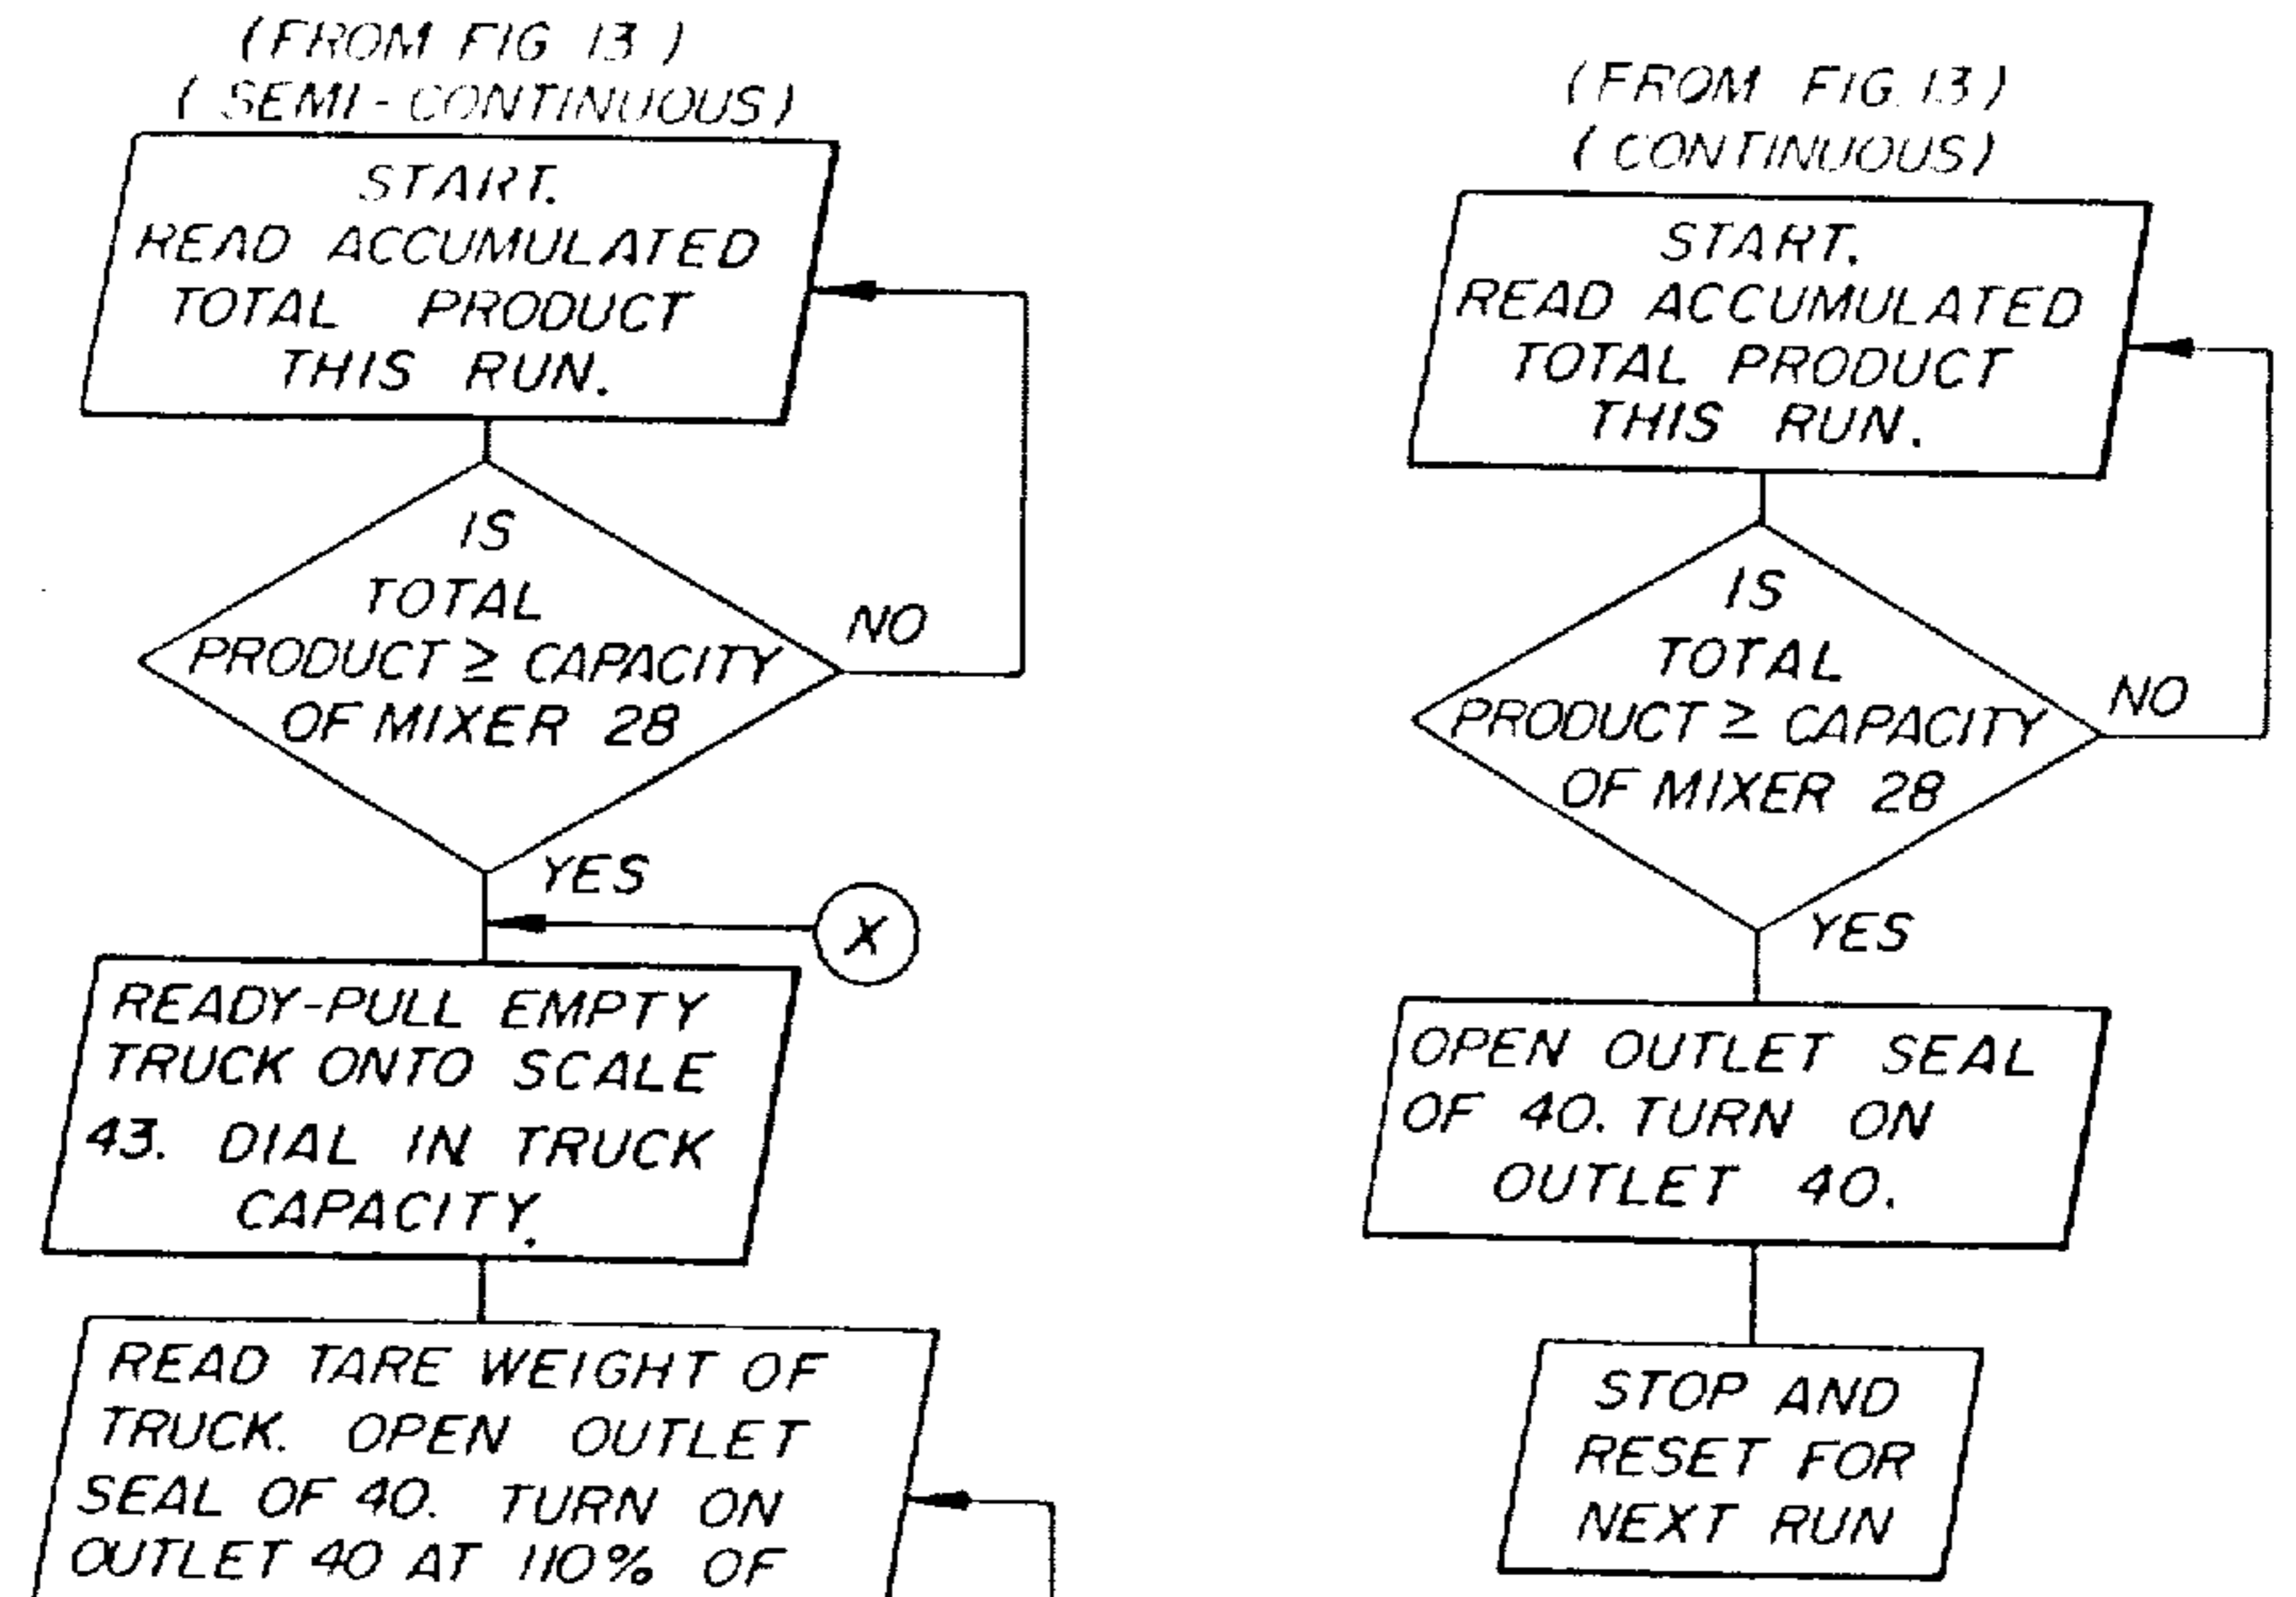 (FROM FIG 13)
(SEMI-CONTINUOUS)
START.
READ ACCUMULATED
TOTAL PRODUCT
THIS RUN.
IS
TOTAL
PRODUCT ≥ CAPACITY
OF MIXER 28
NO
YES
X
READY-PULL EMPTY
TRUCK ONTO SCALE
43. DIAL IN TRUCK
CAPACITY.
READ TARE WEIGHT OF
TRUCK. OPEN OUTLET
SEAL OF 40. TURN ON
OUTLET 40 AT 110% OF
(FROM FIG. 13)
(CONTINUOUS)
START.
READ ACCUMULATED
TOTAL PRODUCT
THIS RUN.
IS
TOTAL
PRODUCT ≥ CAPACITY
OF MIXER 28
NO
YES
OPEN OUTLET SEAL
OF 40. TURN ON
OUTLET 40.
STOP AND
RESET FOR
NEXT RUN